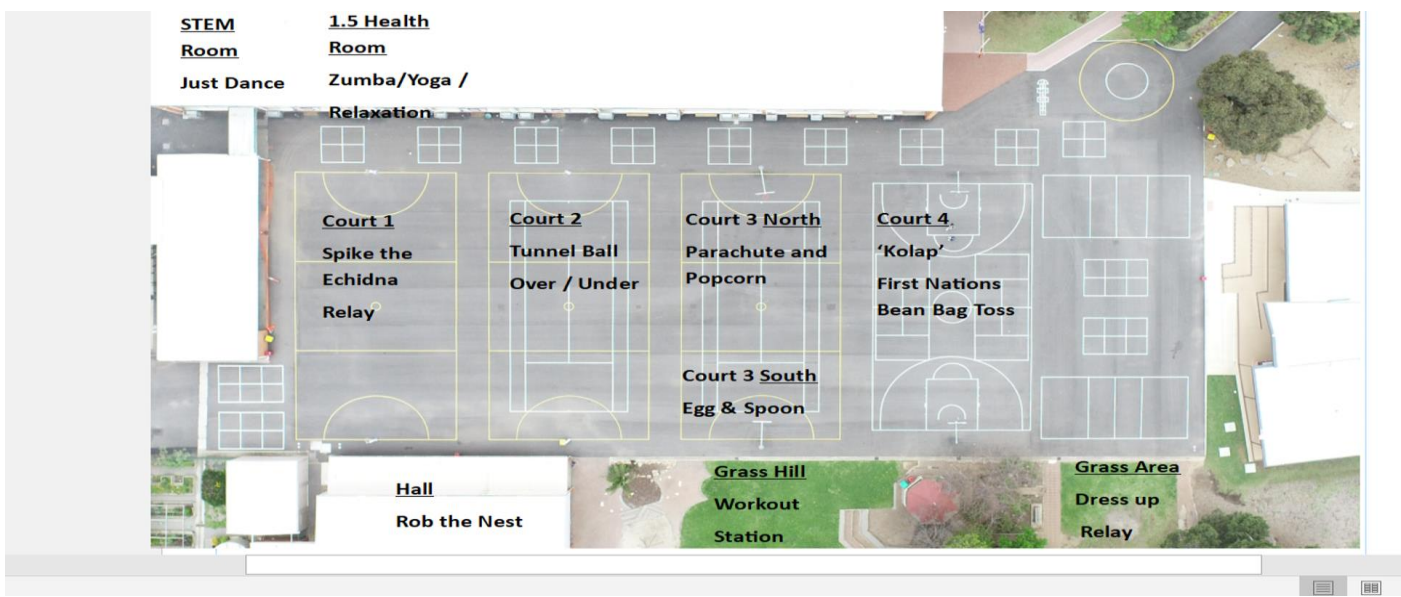 STEM
Room
Just Dance
1.5 Health
Room
Zumba/Yoga /
Relaxation
Court 1
Spike the
Echidna
Relay
Court 2
Tunnel Ball
Over / Under
Court 3 North
Parachute and
Popcorn
Court 3 South
Egg & Spoon
Court 4
‘Kolap’
First Nations
Bean Bag Toss
Hall
Rob the Nest
Grass Hill
Workout
Station
Grass Area
Dress up
Relay